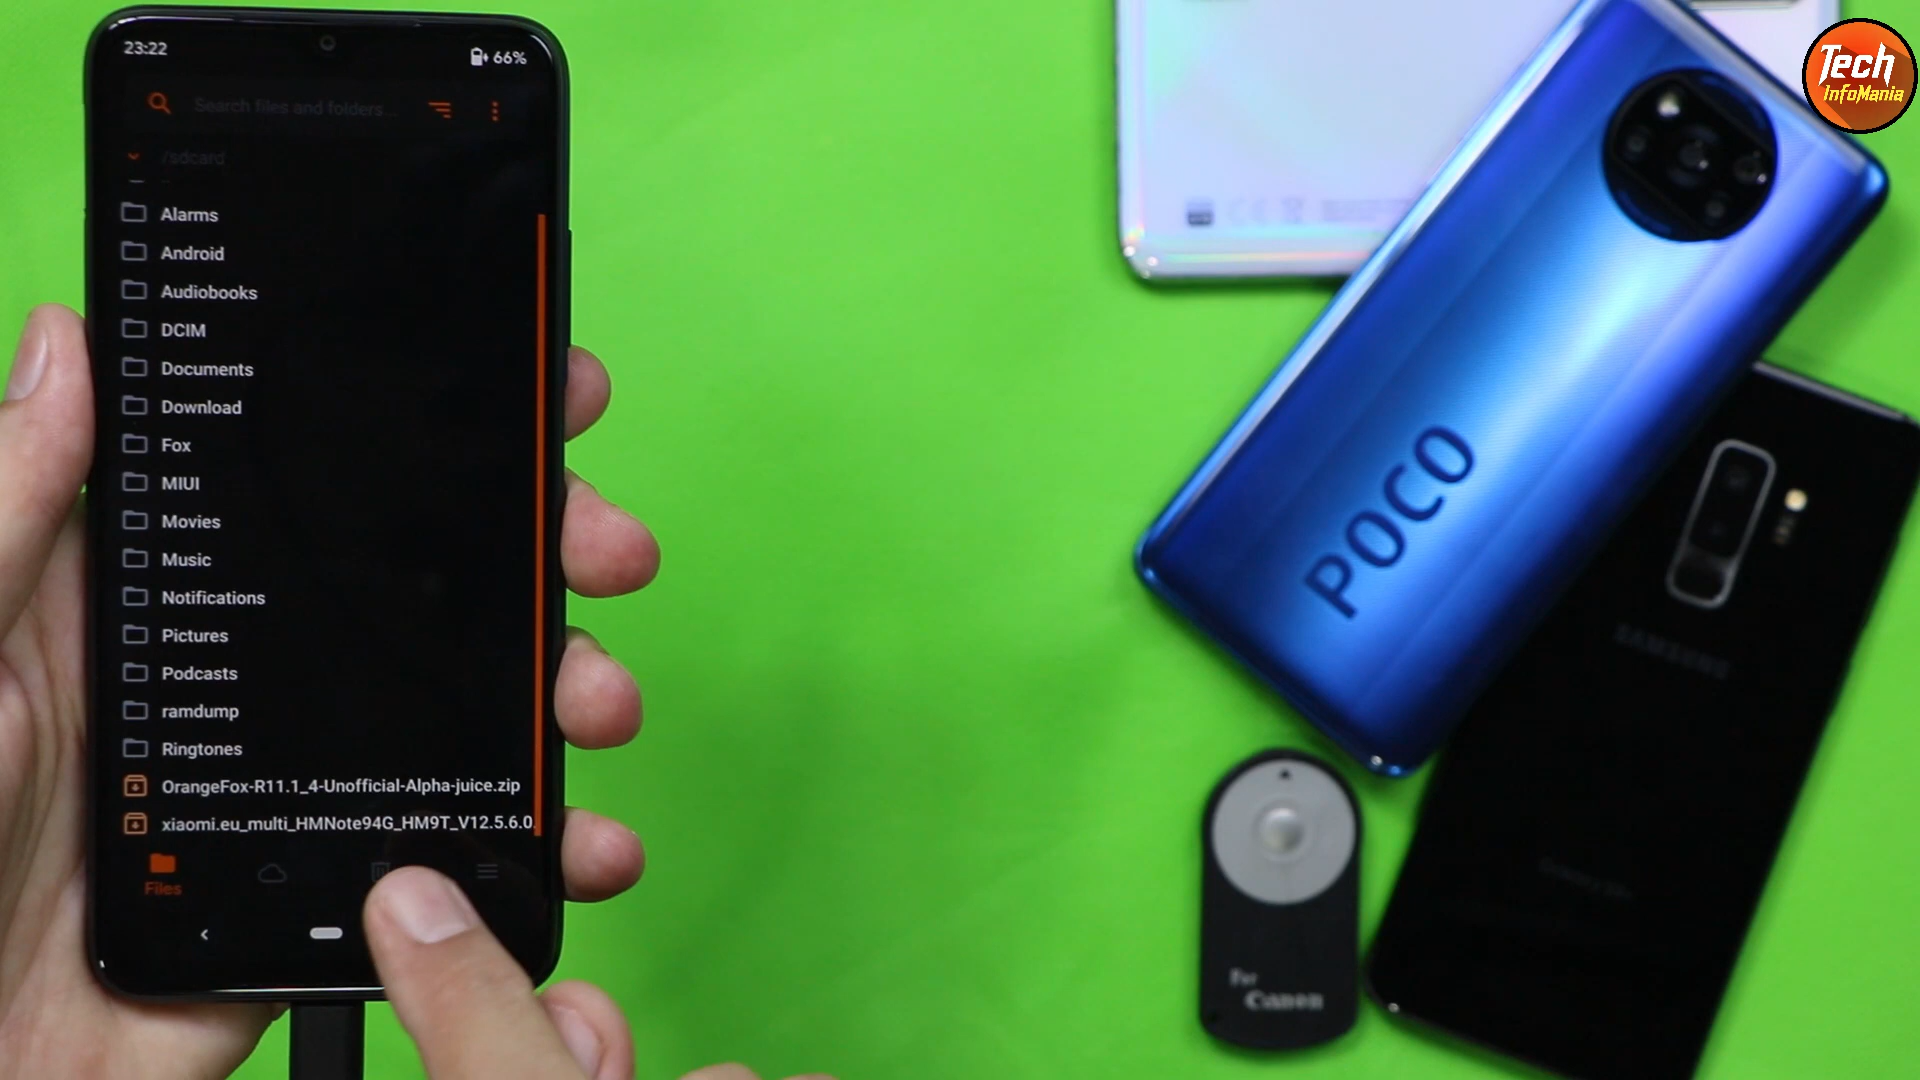 23:22
66%
Search files and folders...
/sdcard
Alarms
Android
Audiobooks
DCIM
Documents
Download
Fox
MIUI
Movies
Music
Notifications
Pictures
Podcasts
ramdump
Ringtones
OrangeFox-R11.1_4-Unofficial-Alpha-juice.zip
xiaomi.eu_multi_HMNote94G_HM9T_V12.5.6.0.
Files
Tech
InfoMania
POCO
SAMSUNG
For
Canon